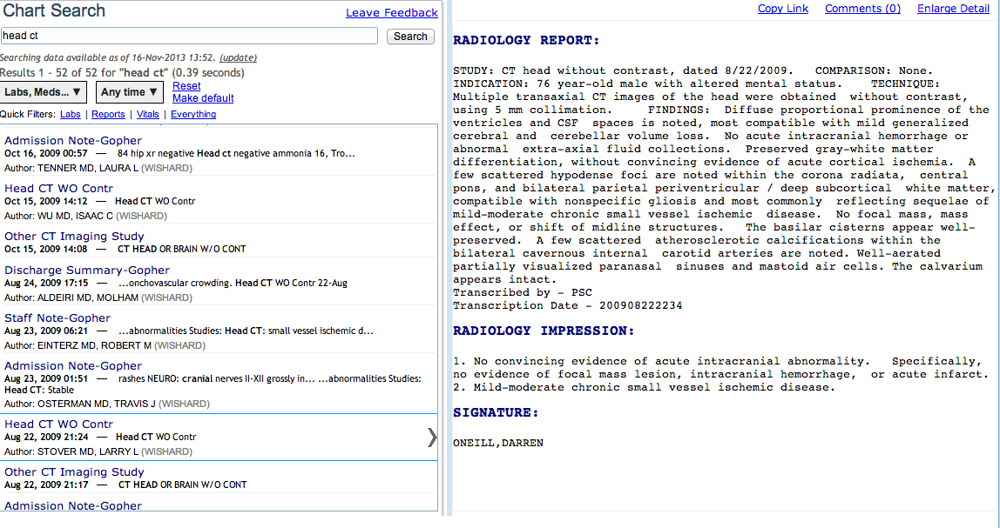 Chart Search
Leave Feedback
head ct
Search
Searching data available as of 16-Nov-2013 13:52. (update)
Results 1 - 52 of 52 for "head ct" (0.39 seconds)
Labs, Meds... ▼
Any time ▼
Reset
Make default
Quick Filters: Labs | Reports | Vitals | Everything
Admission Note-Gopher
Oct 16, 2009 00:57 — 84 hip xr negative Head ct negative ammonia 16, Tro...
Author: TENNER MD, LAURA L (WISHARD)
Head CT WO Contr
Oct 15, 2009 14:12 — Head CT WO Contr
Author: WU MD, ISAAC C (WISHARD)
Other CT Imaging Study
Oct 15, 2009 14:08 — CT HEAD OR BRAIN W/O CONT
Discharge Summary-Gopher
Aug 24, 2009 17:15 — ...onchovascular crowding. Head CT WO Contr 22-Aug
Author: ALDEIRI MD, MOLHAM (WISHARD)
Staff Note-Gopher
Aug 23, 2009 06:21 — ...abnormalities Studies: Head CT: small vessel ischemic d...
Author: EINTERZ MD, ROBERT M (WISHARD)
Admission Note-Gopher
Aug 23, 2009 01:51 — rashes NEURO: cranial nerves II-XII grossly in... ...abnormalities Studies:
Head CT: Stable
Author: OSTERMAN MD, TRAVIS J (WISHARD)
Head CT WO Contr
Aug 22, 2009 21:24 — Head CT WO Contr
Author: STOVER MD, LARRY L (WISHARD)
Other CT Imaging Study
Aug 22, 2009 21:17 — CT HEAD OR BRAIN W/O CONT
Admission Note-Gopher
Copy Link Comments (0) Enlarge Detail
RADIOLOGY REPORT:
STUDY: CT head without contrast, dated 8/22/2009. COMPARISON: None.
INDICATION: 76 year-old male with altered mental status. TECHNIQUE:
Multiple transaxial CT images of the head were obtained without contrast,
using 5 mm collimation. FINDINGS: Diffuse proportional prominence of the
ventricles and CSF spaces is noted, most compatible with mild generalized
cerebral and cerebellar volume loss. No acute intracranial hemorrhage or
abnormal extra-axial fluid collections. Preserved gray-white matter
differentiation, without convincing evidence of acute cortical ischemia. A
few scattered hypodense foci are noted within the corona radiata, central
pons, and bilateral parietal periventricular / deep subcortical white matter,
compatible with nonspecific gliosis and most commonly reflecting sequelae of
mild-moderate chronic small vessel ischemic disease. No focal mass, mass
effect, or shift of midline structures. The basilar cisterns appear well-
preserved. A few scattered atherosclerotic calcifications within the
bilateral cavernous internal carotid arteries are noted. Well-aerated
partially visualized paranasal sinuses and mastoid air cells. The calvarium
appears intact.
Transcribed by - PSC
Transcription Date - 200908222234
RADIOLOGY IMPRESSION:
1. No convincing evidence of acute intracranial abnormality. Specifically,
no evidence of focal mass lesion, intracranial hemorrhage, or acute infarct.
2. Mild-moderate chronic small vessel ischemic disease.
SIGNATURE:
ONEILL,DARREN